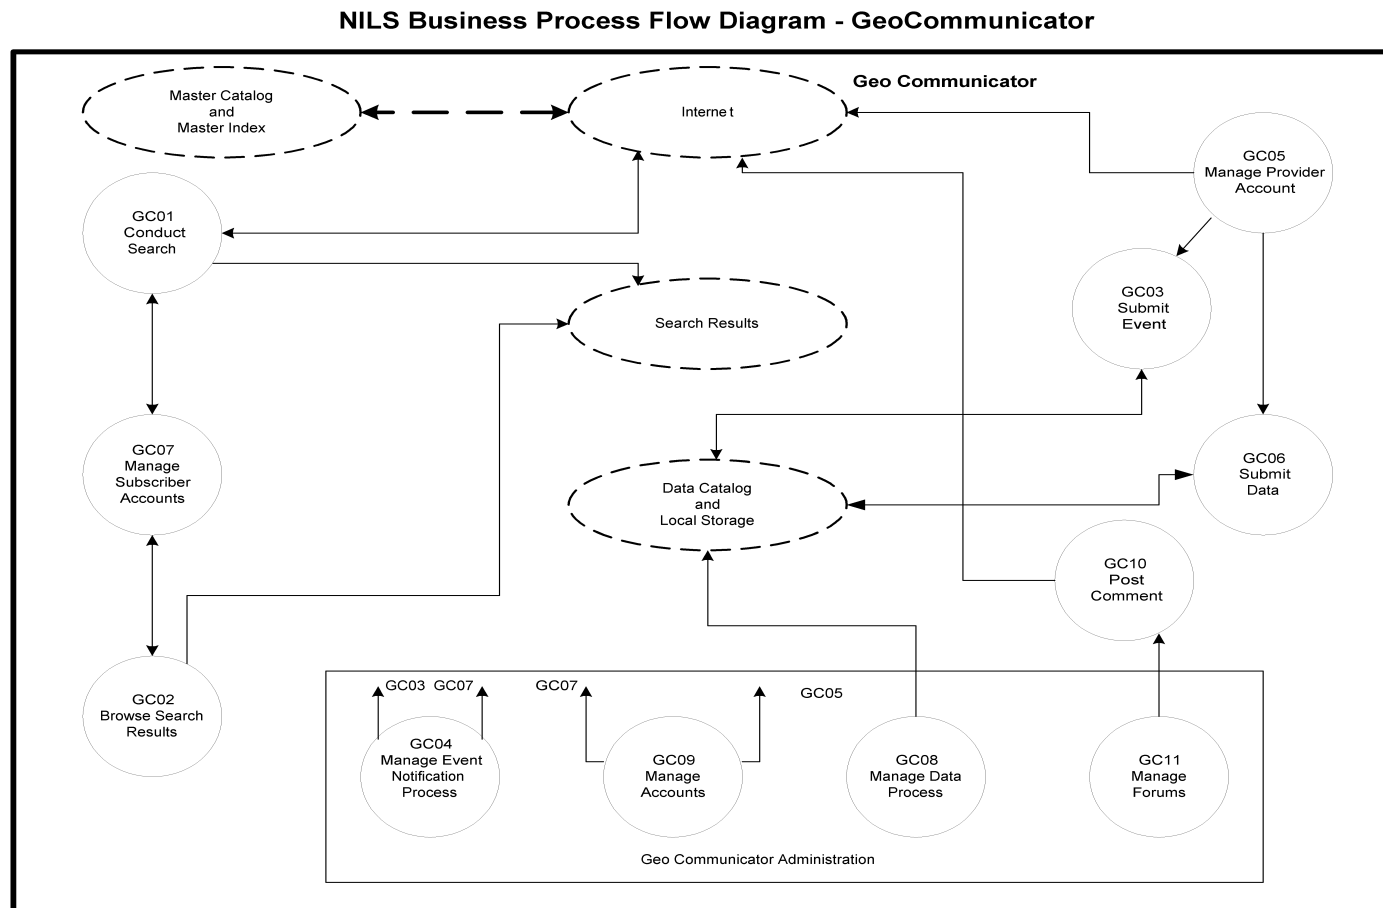 NILS Business Process Flow Diagram - GeoCommunicator
Geo Communicator
Master Catalog
and
Master Index
Internet
GC05
Manage Provider
Account
GC01
Conduct
Search
GC03
Submit
Event
Search Results
GC07
Manage
Subscriber
Accounts
GC06
Submit
Data
Data Catalog
and
Local Storage
GC10
Post
Comment
GC02
Browse Search
Results
GC03 GC07
GC07
GC05
GC04
Manage Event
Notification
Process
GC09
Manage
Accounts
GC08
Manage Data
Process
GC11
Manage
Forums
Geo Communicator Administration